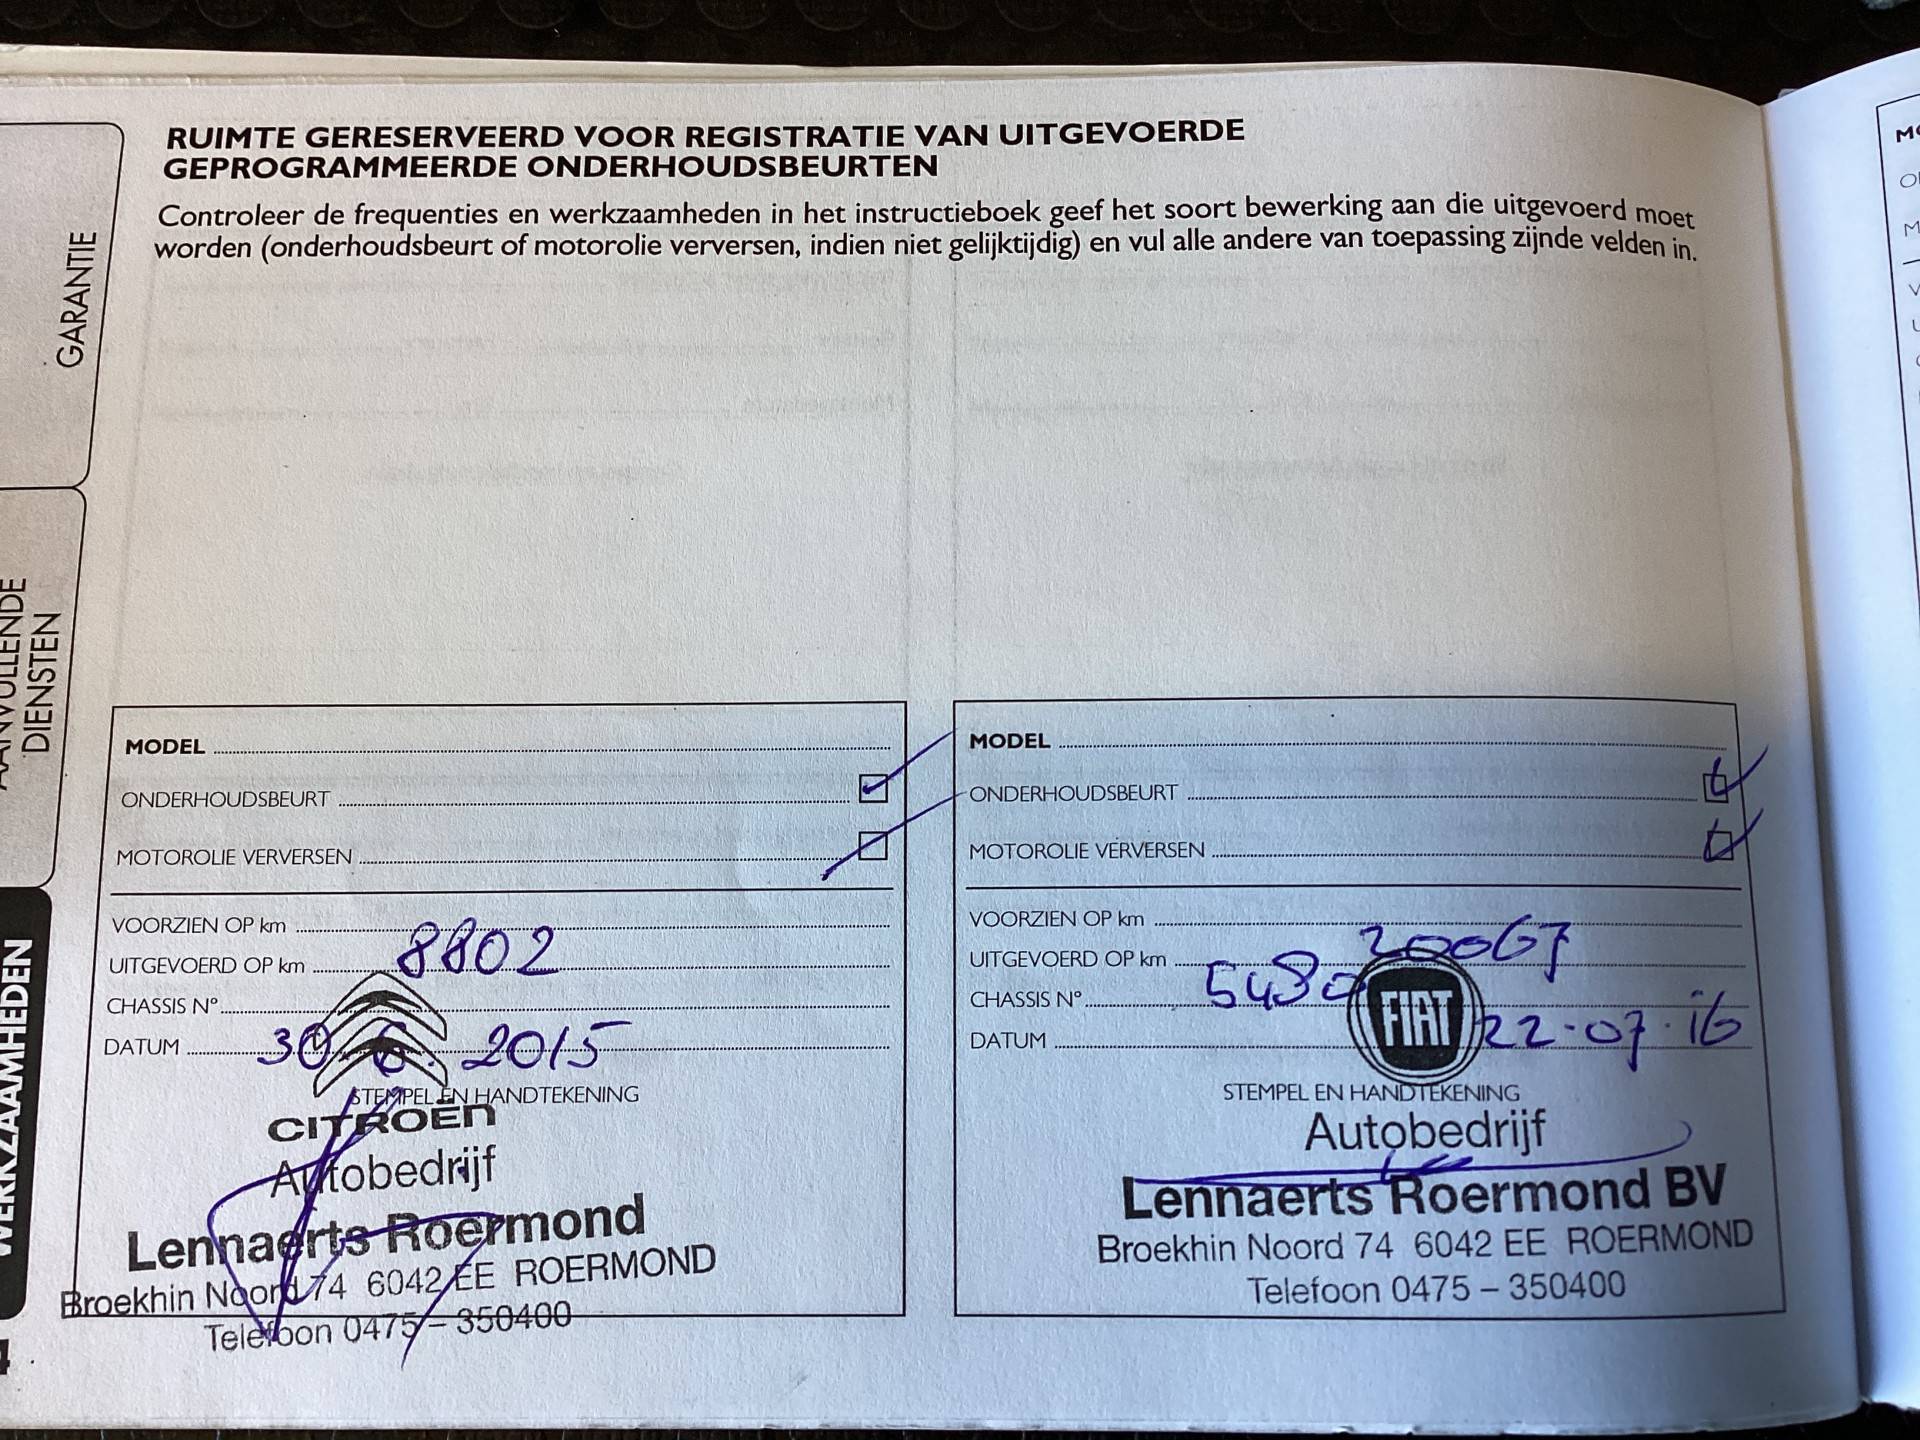 RUIMTE GERESERVEERD VOOR REGISTRATIE VAN UITGEVOERDE
GEPROGRAMMEERDE ONDERHOUDSBEURTEN
Controleer de frequenties en werkzaamheden in het instructieboek geef het soort bewerking aan die uitgevoerd moet
worden (onderhoudsbeurt of motorolie verversen, indien niet gelijktijdig) en vul alle andere van toepassing zijnde velden in.
GARANTIE
AANVULLENDE
DIENSTEN
WERKZAAMHEDEN
MODEL
ONDERHOUDSBEURT
MOTOROLIE VERVERSEN
VOORZIEN OP km
UITGEVOERD OP km 8802
CHASSIS N°
DATUM 30.6.2015
STEMPEL EN HANDTEKENING
CITROËN
Autobedrijf
Lennaerts Roermond
Broekhin Noord 74 6042 EE ROERMOND
Telefoon 0475 – 350400
MODEL
ONDERHOUDSBEURT
MOTOROLIE VERVERSEN
VOORZIEN OP km
UITGEVOERD OP km 20067
CHASSIS N° 5480
DATUM 22-07-16
FIAT
STEMPEL EN HANDTEKENING
Autobedrijf
Lennaerts Roermond BV
Broekhin Noord 74 6042 EE ROERMOND
Telefoon 0475 – 350400